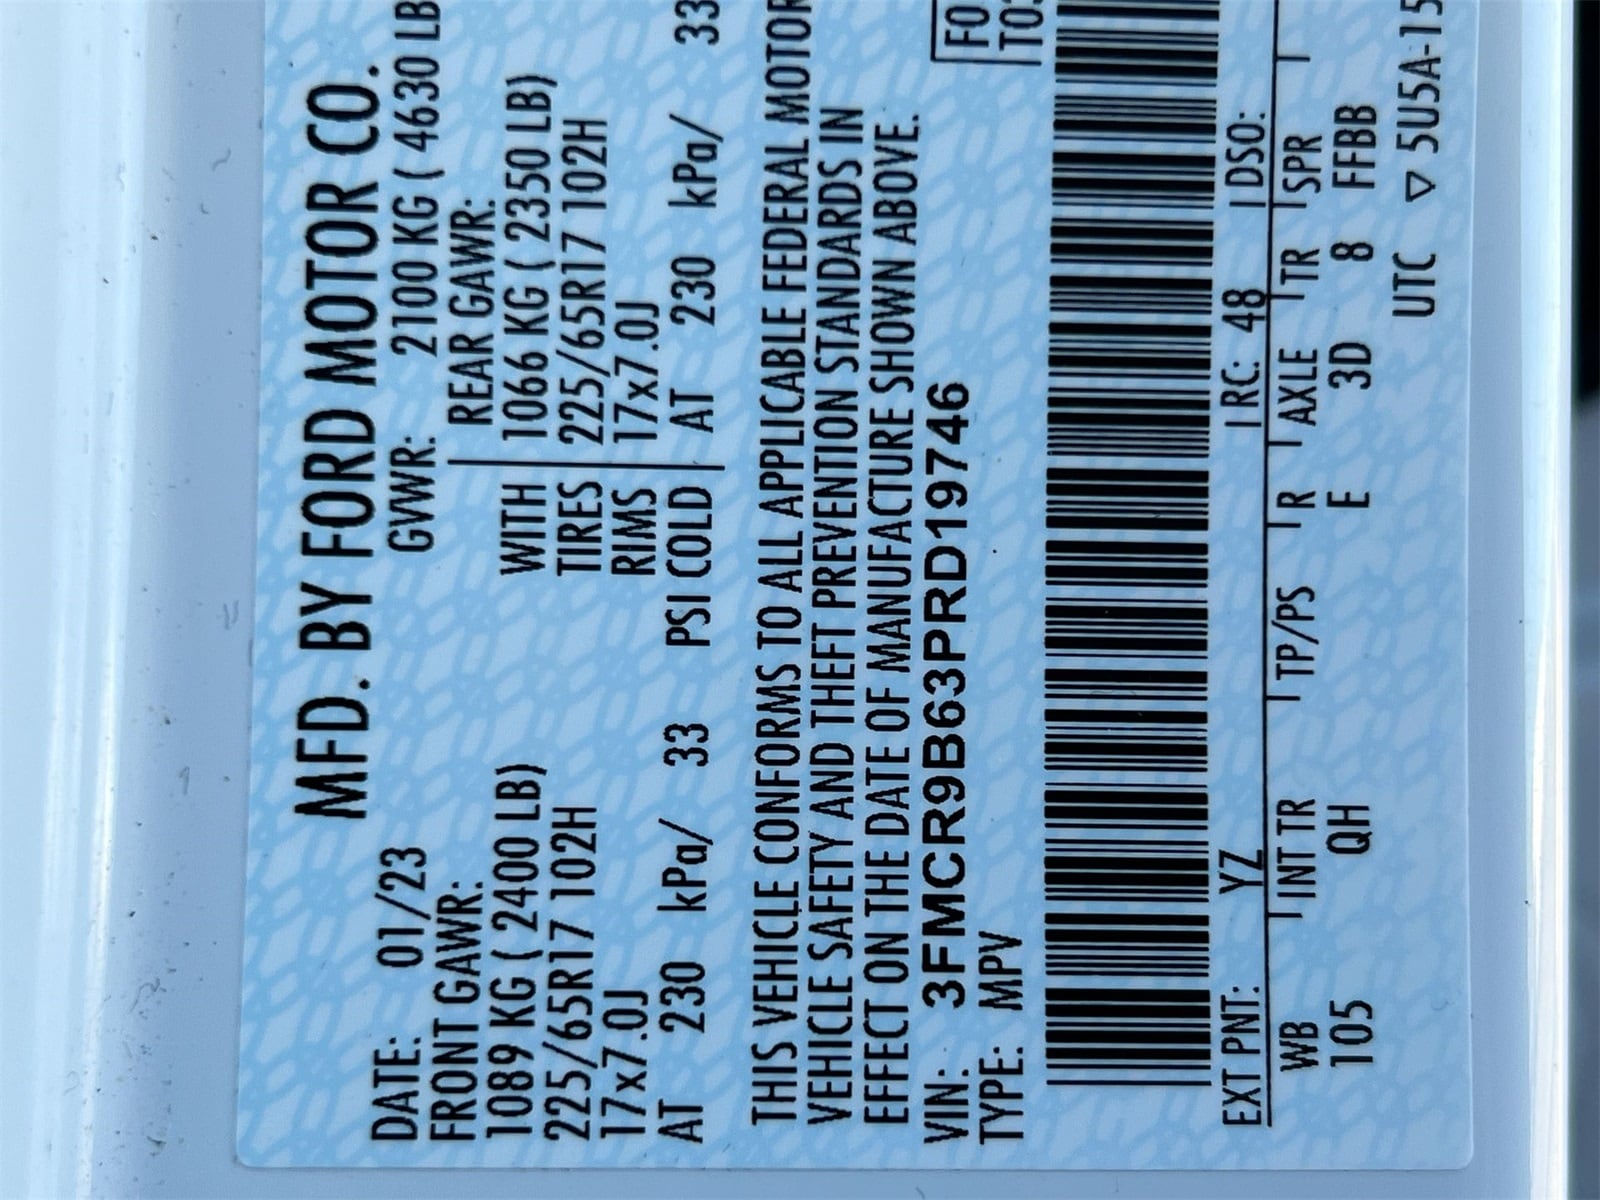 MFD. BY FORD MOTOR CO.
DATE: 01/23 GVWR: 2100 KG ( 4630 LB
FRONT GAWR: REAR GAWR:
1089 KG ( 2400 LB) WITH 1066 KG ( 2350 LB)
225/65R17 102H TIRES 225/65R17 102H
17x7.0J RIMS 17x7.0J
AT 230 kPa/ 33 PSI COLD AT 230 kPa/ 33
THIS VEHICLE CONFORMS TO ALL APPLICABLE FEDERAL MOTOR
VEHICLE SAFETY AND THEFT PREVENTION STANDARDS IN
EFFECT ON THE DATE OF MANUFACTURE SHOWN ABOVE.
VIN: 3FMCR9B63PRD19746 F0
TYPE: MPV T0
EXT PNT: YZ RC: 48 DSO:
WB INT TR TP/PS R AXLE TR SPR
105 QH E 3D 8 FFBB
UTC ▽ 5U5A-15